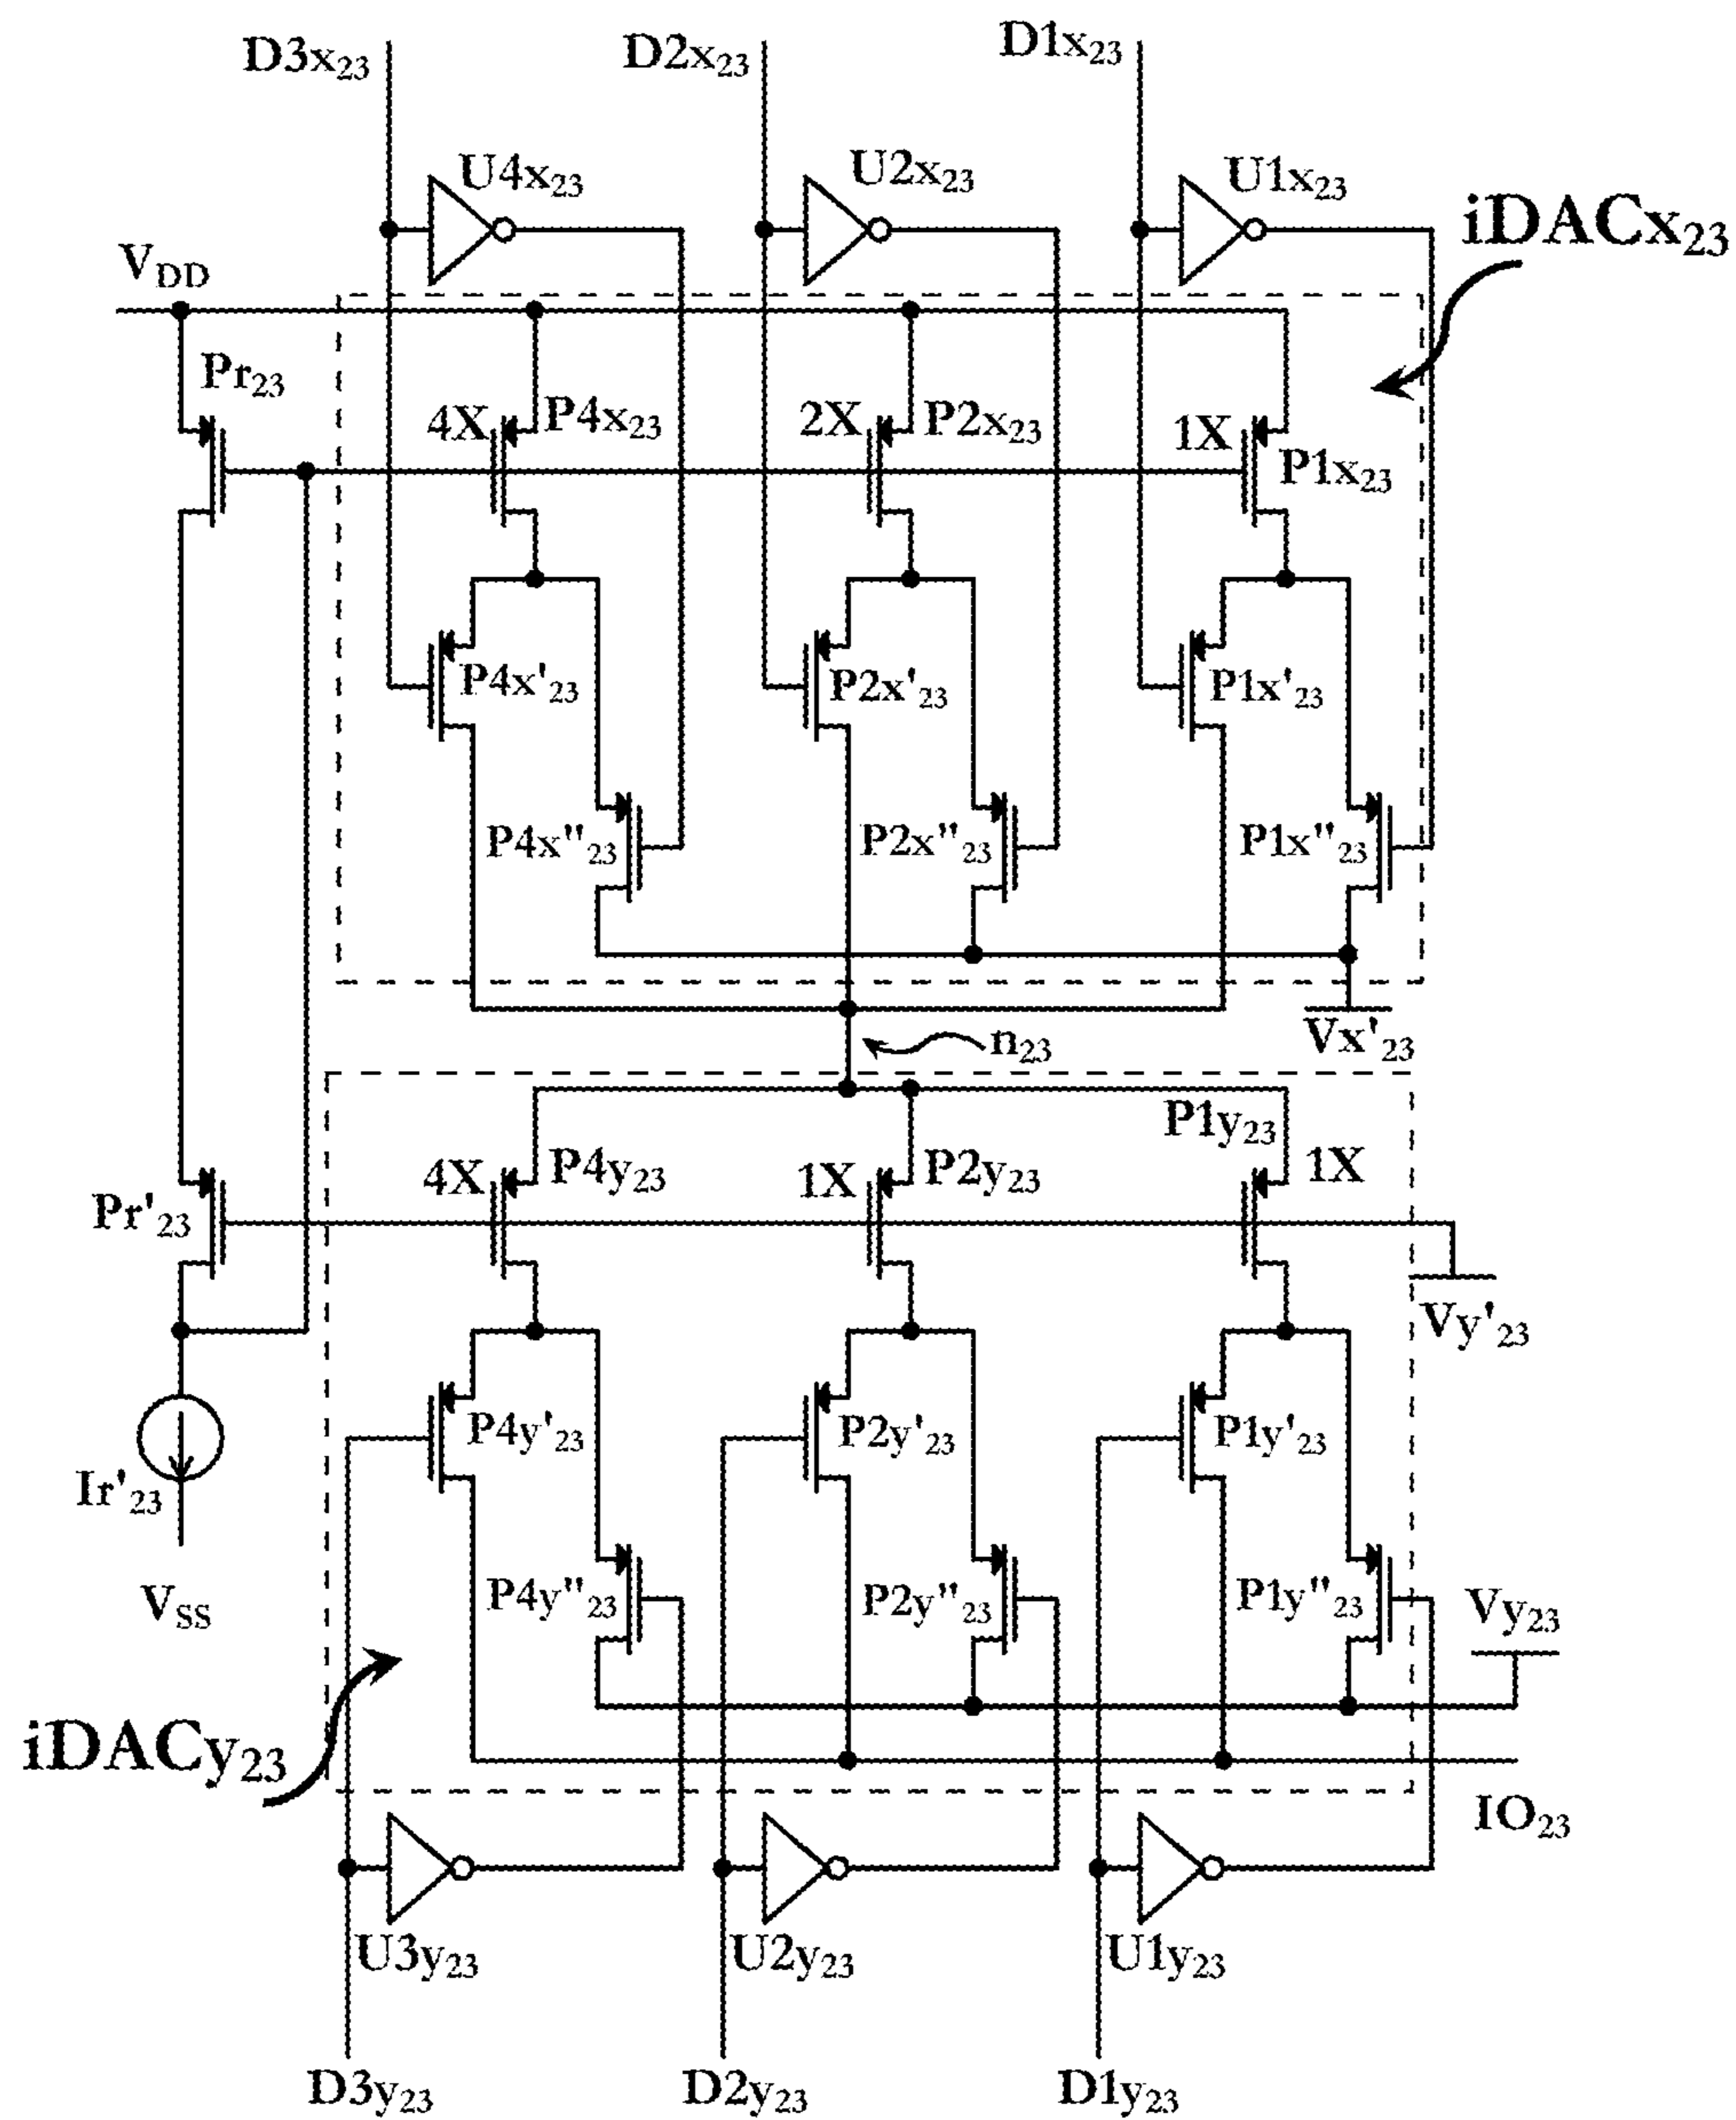 D3x₂₃ D2x₂₃ D1x₂₃
U4x₂₃ U2x₂₃ U1x₂₃
iDACx₂₃
V_DD
Pr₂₃
4X P4x₂₃ 2X P2x₂₃ 1X P1x₂₃
P4x'₂₃ P2x'₂₃ P1x'₂₃
P4x"₂₃ P2x"₂₃ P1x"₂₃
n₂₃ Vx'₂₃
P1y₂₃
4X P4y₂₃ 1X P2y₂₃ 1X
Pr'₂₃
Vy'₂₃
P4y'₂₃ P2y'₂₃ P1y'₂₃
Ir'₂₃
P4y"₂₃ P2y"₂₃ P1y"₂₃ Vy₂₃
V_SS
iDACy₂₃
IO₂₃
U3y₂₃ U2y₂₃ U1y₂₃
D3y₂₃ D2y₂₃ D1y₂₃